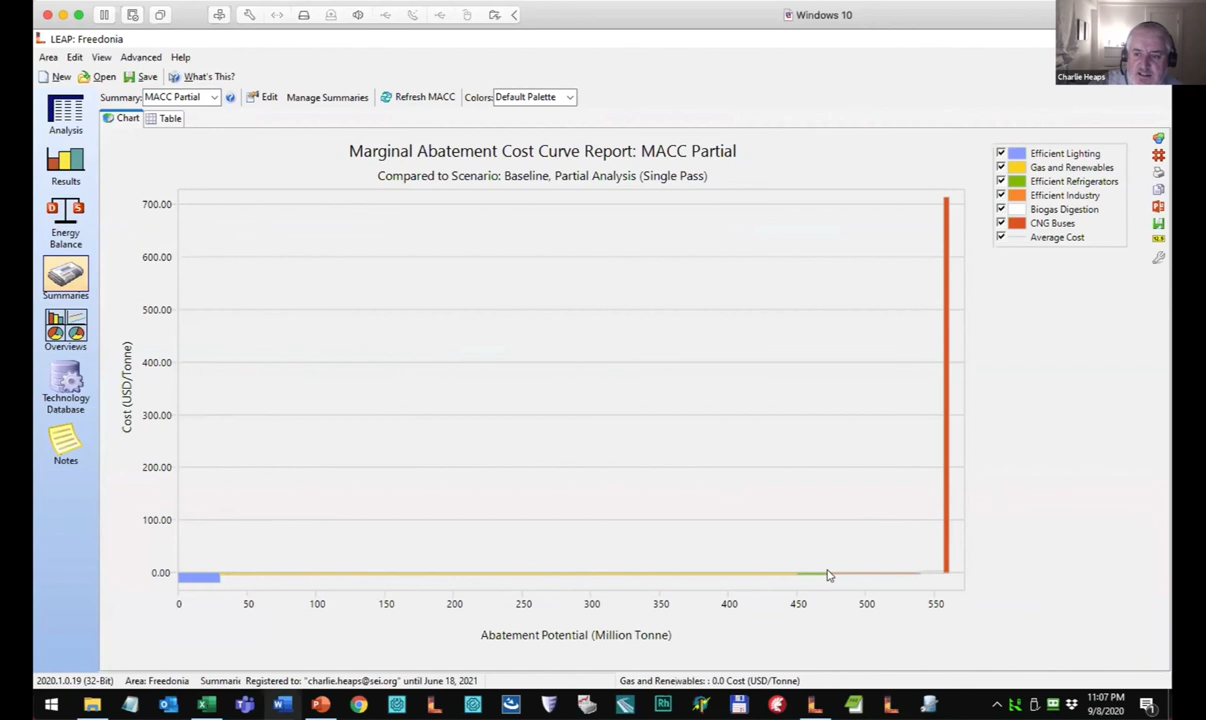 Windows 10
Charlie Heaps
LEAP: Freedonia
Area Edit View Advanced Help
New Open Save What's This?
Summary: MACC Partial Edit Manage Summaries Refresh MACC Colors: Default Palette
Chart Table
Analysis
Results
Energy
Balance
Summaries
Overviews
Technology
Database
Notes
Marginal Abatement Cost Curve Report: MACC Partial
Compared to Scenario: Baseline, Partial Analysis (Single Pass)
Efficient Lighting
Gas and Renewables
Efficient Refrigerators
Efficient Industry
Biogas Digestion
CNG Buses
Average Cost
700.00
600.00
500.00
400.00
300.00
200.00
100.00
0.00
Cost (USD/Tonne)
0 50 100 150 200 250 300 350 400 450 500 550
Abatement Potential (Million Tonne)
2020.1.0.19 (32-Bit) Area: Freedonia Summari Registered to: "charlie.heaps@sei.org" until June 18, 2021 Gas and Renewables: : 0.0 Cost (USD/Tonne)
11:07 PM
9/8/2020